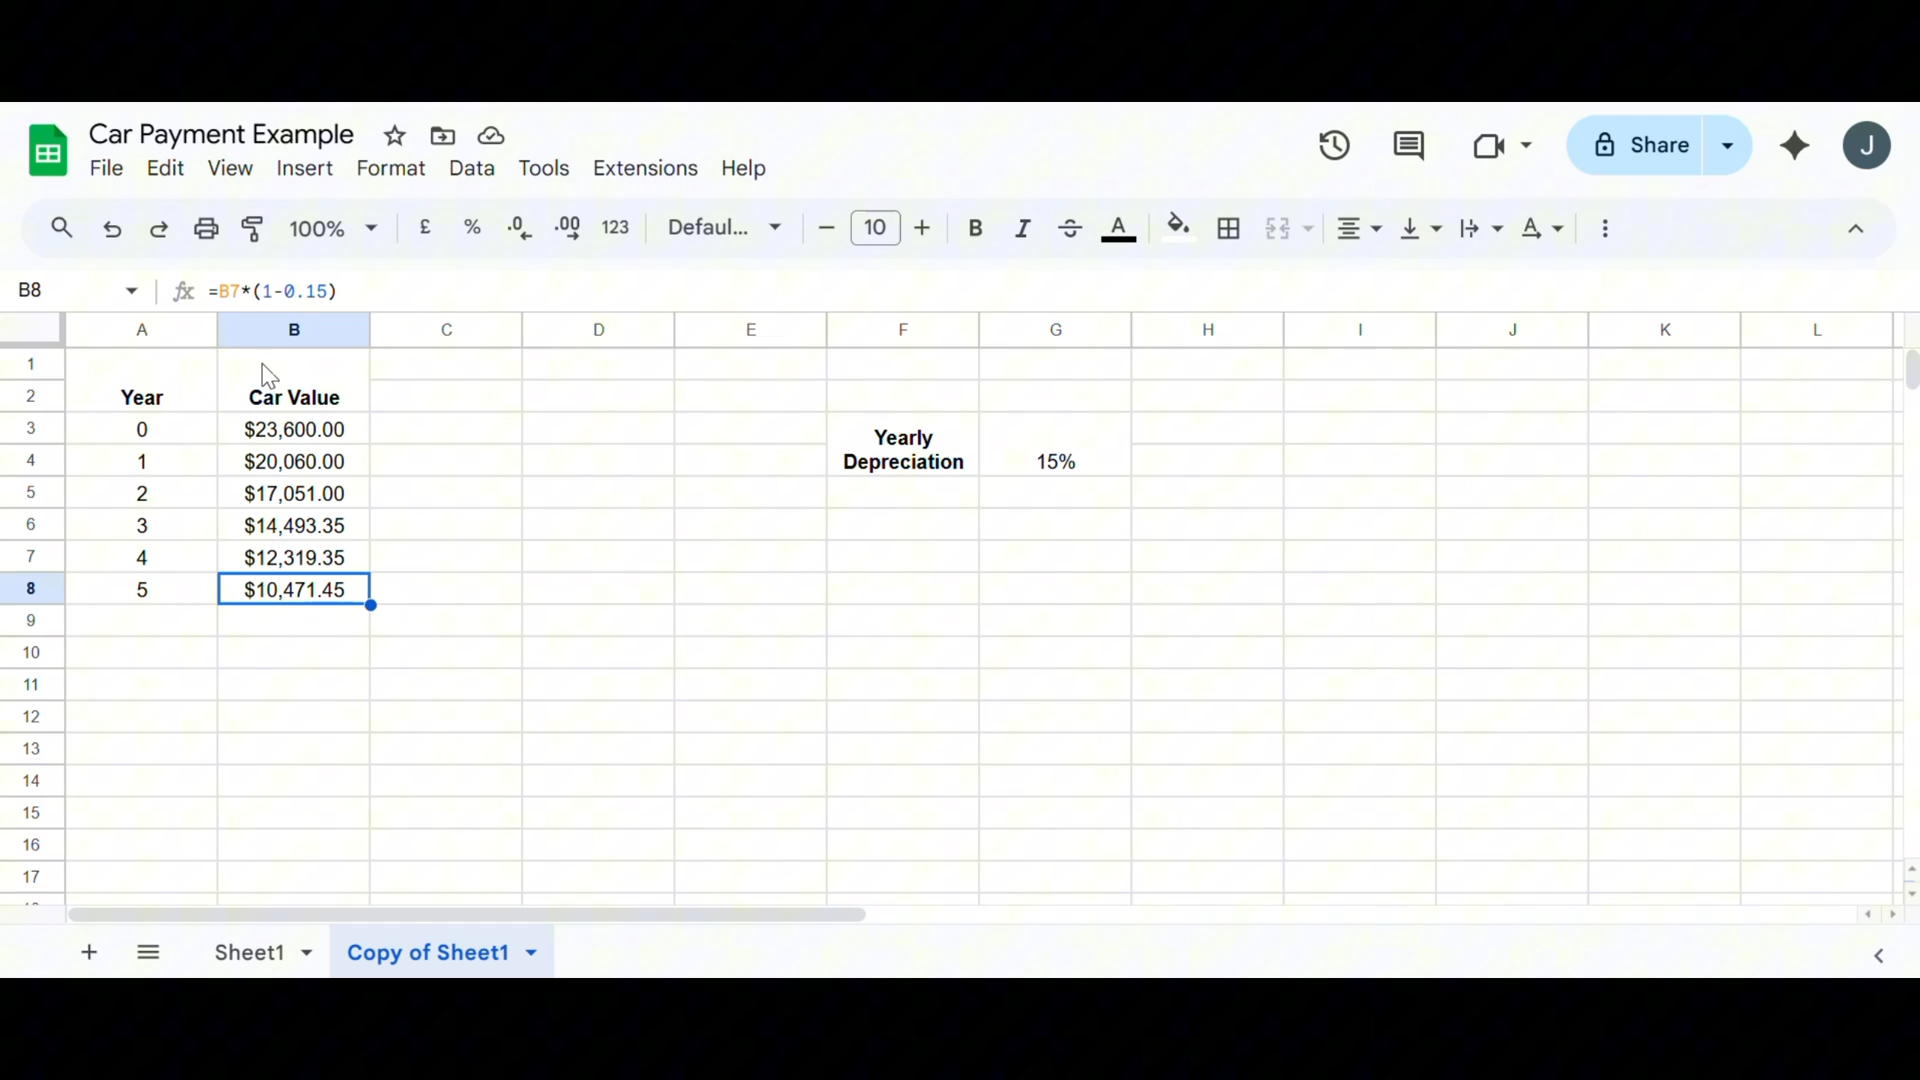 Car Payment Example
File Edit View Insert Format Data Tools Extensions Help
Share
J
100% £ % .0 .00 123 Defaul... 10 B I S A A
B8 fx =B7*(1-0.15)
A B C D E F G H I J K L
1
2 Year Car Value
3 0 $23,600.00 Yearly
4 1 $20,060.00 Depreciation 15%
5 2 $17,051.00
6 3 $14,493.35
7 4 $12,319.35
8 5 $10,471.45
9
10
11
12
13
14
15
16
17
Sheet1 Copy of Sheet1